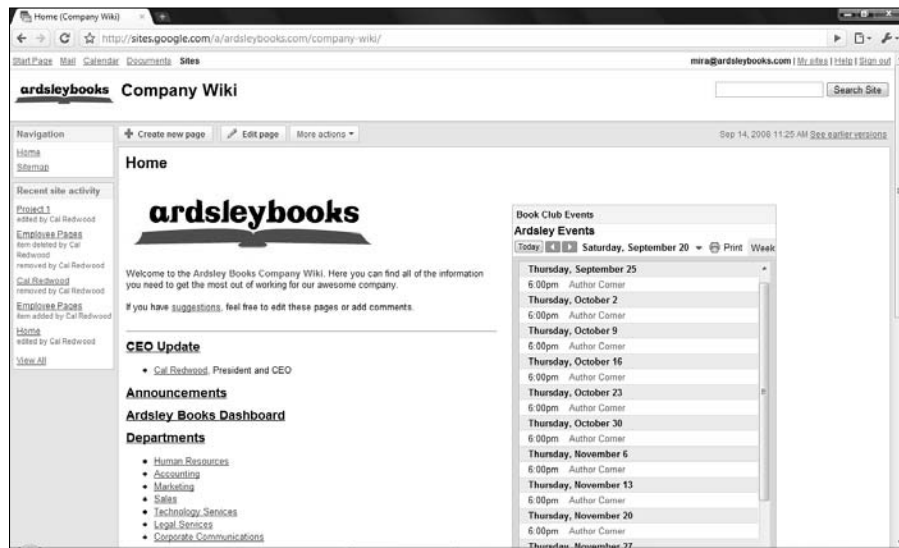 Home (Company Wiki)
http://sites.google.com/a/ardsleybooks.com/company-wiki/
Start Page Mail Calendar Documents Sites
mira@ardsleybooks.com | My sites | Help | Sign out
ardsleybooks
Company Wiki
Search Site
Navigation
Home
Sitemap
Recent site activity
Project 1
edited by Cal Redwood
Employee Pages
item deleted by Cal
Redwood
removed by Cal Redwood
Cal Redwood
removed by Cal Redwood
Employee Pages
item added by Cal Redwood
Home
edited by Cal Redwood
View All
Create new page
Edit page
More actions
Sep 14, 2008 11:25 AM See earlier versions
Home
ardsleybooks
Welcome to the Ardsley Books Company Wiki. Here you can find all of the information
you need to get the most out of working for our awesome company.
If you have suggestions, feel free to edit these pages or add comments.
CEO Update
• Cal Redwood, President and CEO
Announcements
Ardsley Books Dashboard
Departments
• Human Resources
• Accounting
• Marketing
• Sales
• Technology Services
• Legal Services
• Corporate Communications
Book Club Events
Ardsley Events
Today Saturday, September 20 Print Week
Thursday, September 25
6:00pm Author Corner
Thursday, October 2
6:00pm Author Corner
Thursday, October 9
6:00pm Author Corner
Thursday, October 16
6:00pm Author Corner
Thursday, October 23
6:00pm Author Corner
Thursday, October 30
6:00pm Author Corner
Thursday, November 6
6:00pm Author Corner
Thursday, November 13
6:00pm Author Corner
Thursday, November 20
6:00pm Author Corner
Thursday, November 27